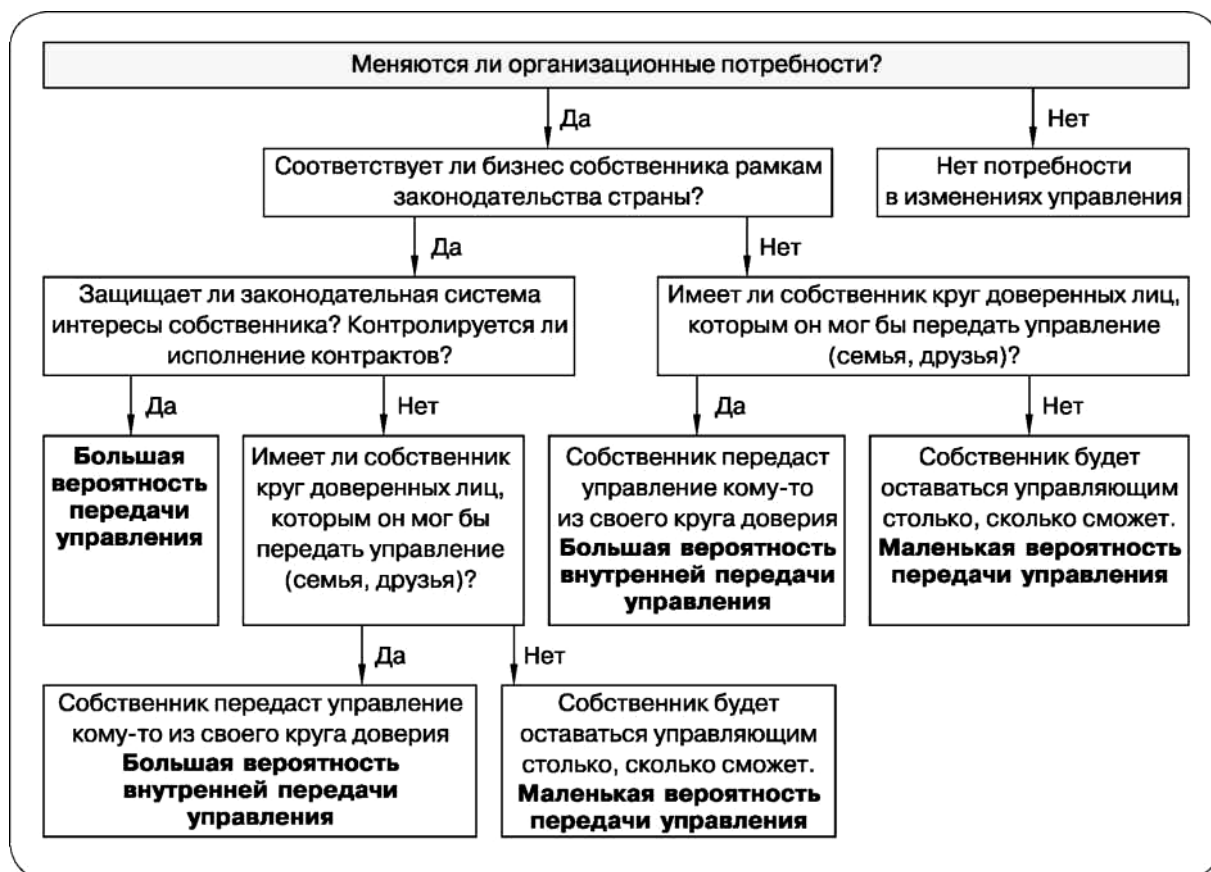 Меняются ли организационные потребности?
Да
Нет
Соответствует ли бизнес собственника рамкам
законодательства страны?
Нет потребности
в изменениях управления
Да
Нет
Защищает ли законодательная система
интересы собственника? Контролируется ли
исполнение контрактов?
Имеет ли собственник круг доверенных лиц,
которым он мог бы передать управление
(семья, друзья)?
Да
Нет
Да
Нет
Большая
вероятность
передачи
управления
Имеет ли собственник
круг доверенных лиц,
которым он мог бы
передать управление
(семья, друзья)?
Собственник передаст
управление кому-то
из своего круга доверия
Большая вероятность
внутренней передачи
управления
Собственник будет
оставаться управляющим
столько, сколько сможет.
Маленькая вероятность
передачи управления
Да
Нет
Собственник передаст управление
кому-то из своего круга доверия
Большая вероятность
внутренней передачи
управления
Собственник будет
оставаться управляющим
столько, сколько сможет.
Маленькая вероятность
передачи управления